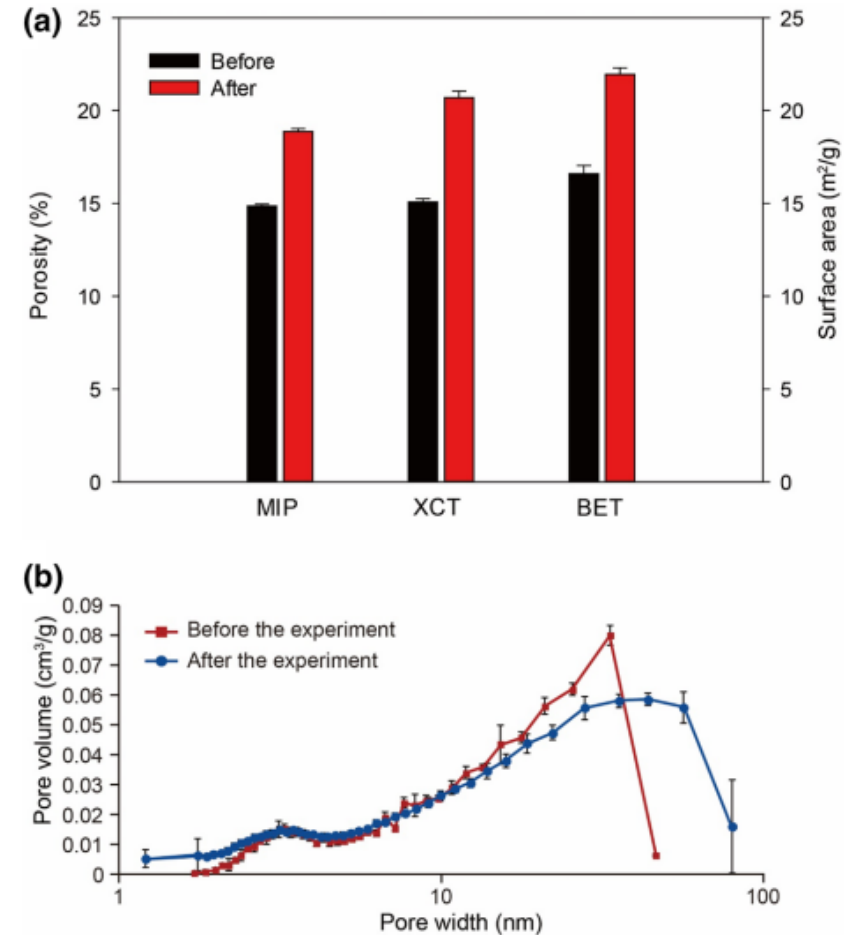 (a)
25
20
15
10
5
0
Porosity (%)
Before
After
25
20
15
10
5
0
Surface area (m²/g)
MIP XCT BET
(b)
0.09
0.08
0.07
0.06
0.05
0.04
0.03
0.02
0.01
0
Pore volume (cm³/g)
Before the experiment
After the experiment
1 10 100
Pore width (nm)